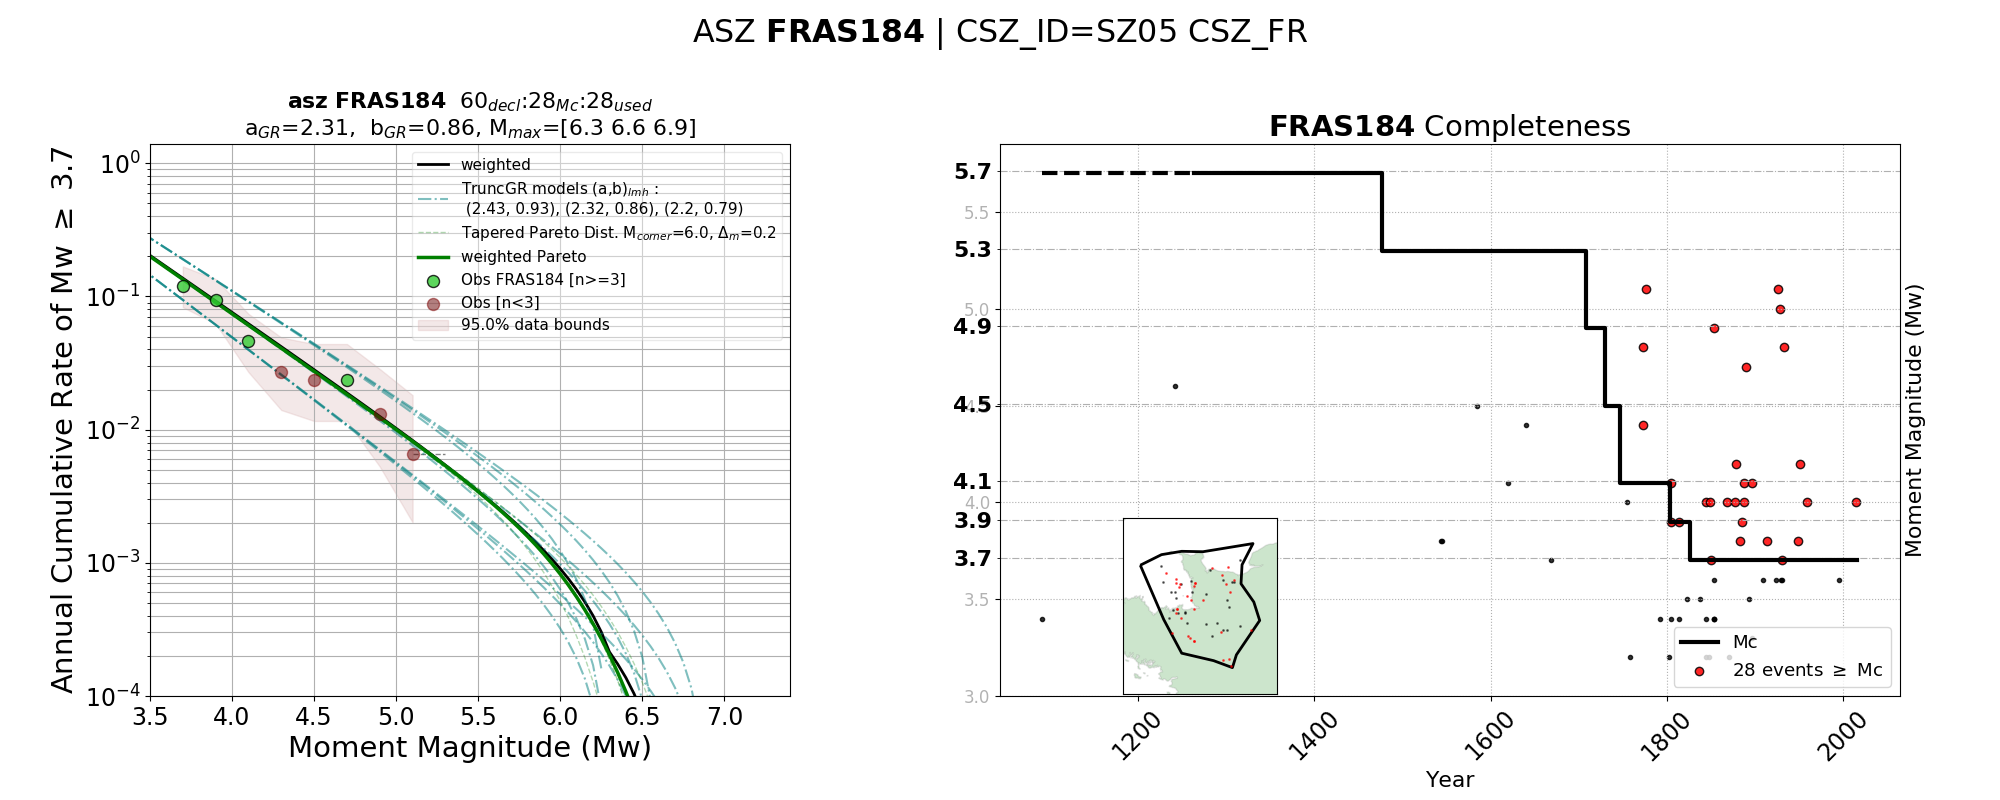 ASZ FRAS184 | CSZ_ID=SZ05 CSZ_FR
asz FRAS184 60decl:28Mc:28used
aGR=2.31, bGR=0.86, Mmax=[6.3 6.6 6.9]
Annual Cumulative Rate of Mw ≥ 3.7
10^0
10^−1
10^−2
10^−3
10^−4
weighted
TruncGR models (a,b)lmh :
(2.43, 0.93), (2.32, 0.86), (2.2, 0.79)
Tapered Pareto Dist. Mcorner=6.0, Δm=0.2
weighted Pareto
Obs FRAS184 [n>=3]
Obs [n<3]
95.0% data bounds
3.5 4.0 4.5 5.0 5.5 6.0 6.5 7.0
Moment Magnitude (Mw)
FRAS184 Completeness
5.7
5.5
5.3
5.0
4.9
4.5
4.5
4.1
4.0
3.9
3.7
3.5
3.0
Moment Magnitude (Mw)
Mc
28 events ≥ Mc
1200 1400 1600 1800 2000
Year